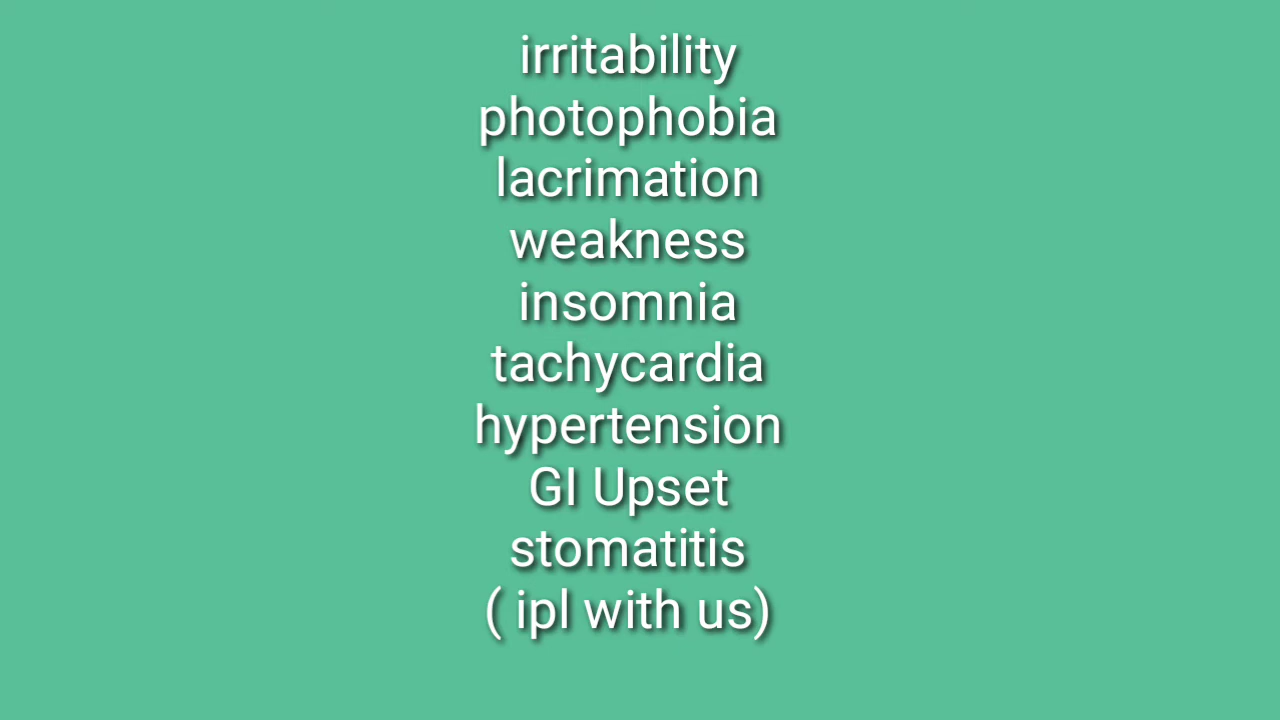 irritability
photophobia
lacrimation
weakness
insomnia
tachycardia
hypertension
GI Upset
stomatitis
( ipl with us)